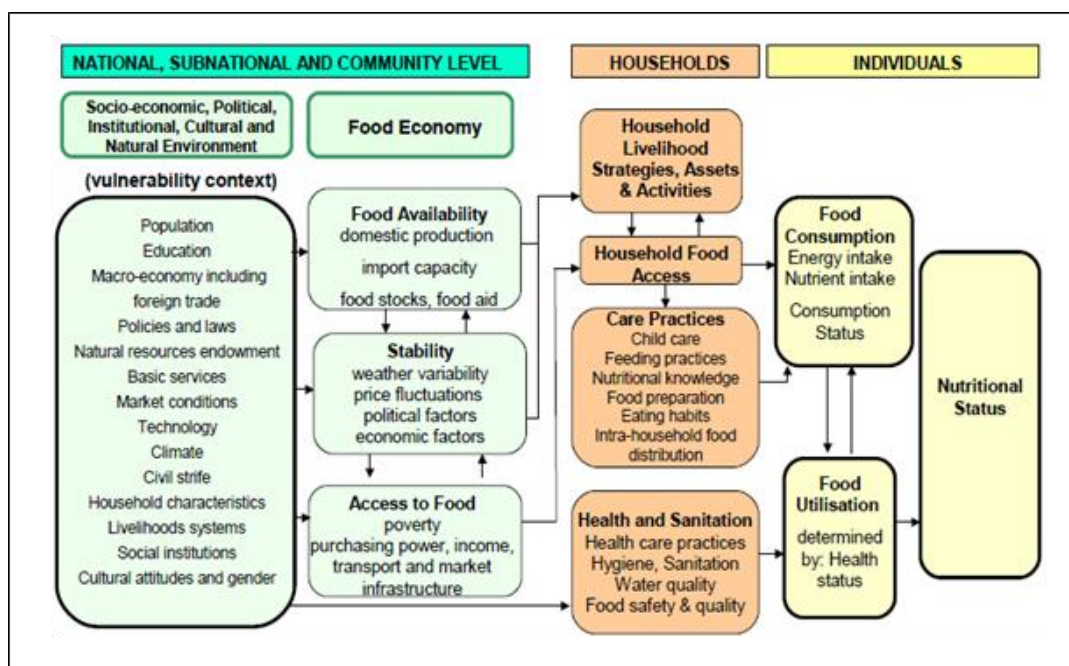 NATIONAL, SUBNATIONAL AND COMMUNITY LEVEL
HOUSEHOLDS
INDIVIDUALS
Socio-economic, Political,
Institutional, Cultural and
Natural Environment
Food Economy
(vulnerability context)
Population
Education
Macro-economy including
foreign trade
Policies and laws
Natural resources endowment
Basic services
Market conditions
Technology
Climate
Civil strife
Household characteristics
Livelihoods systems
Social institutions
Cultural attitudes and gender
Food Availability
domestic production
import capacity
food stocks, food aid
Stability
weather variability
price fluctuations
political factors
economic factors
Access to Food
poverty
purchasing power, income,
transport and market
infrastructure
Household
Livelihood
Strategies, Assets
& Activities
Household Food
Access
Care Practices
Child care
Feeding practices
Nutritional knowledge
Food preparation
Eating habits
Intra-household food
distribution
Health and Sanitation
Health care practices
Hygiene, Sanitation
Water quality
Food safety & quality
Food
Consumption
Energy intake
Nutrient intake
Consumption
Status
Food
Utilisation
determined
by: Health
status
Nutritional
Status